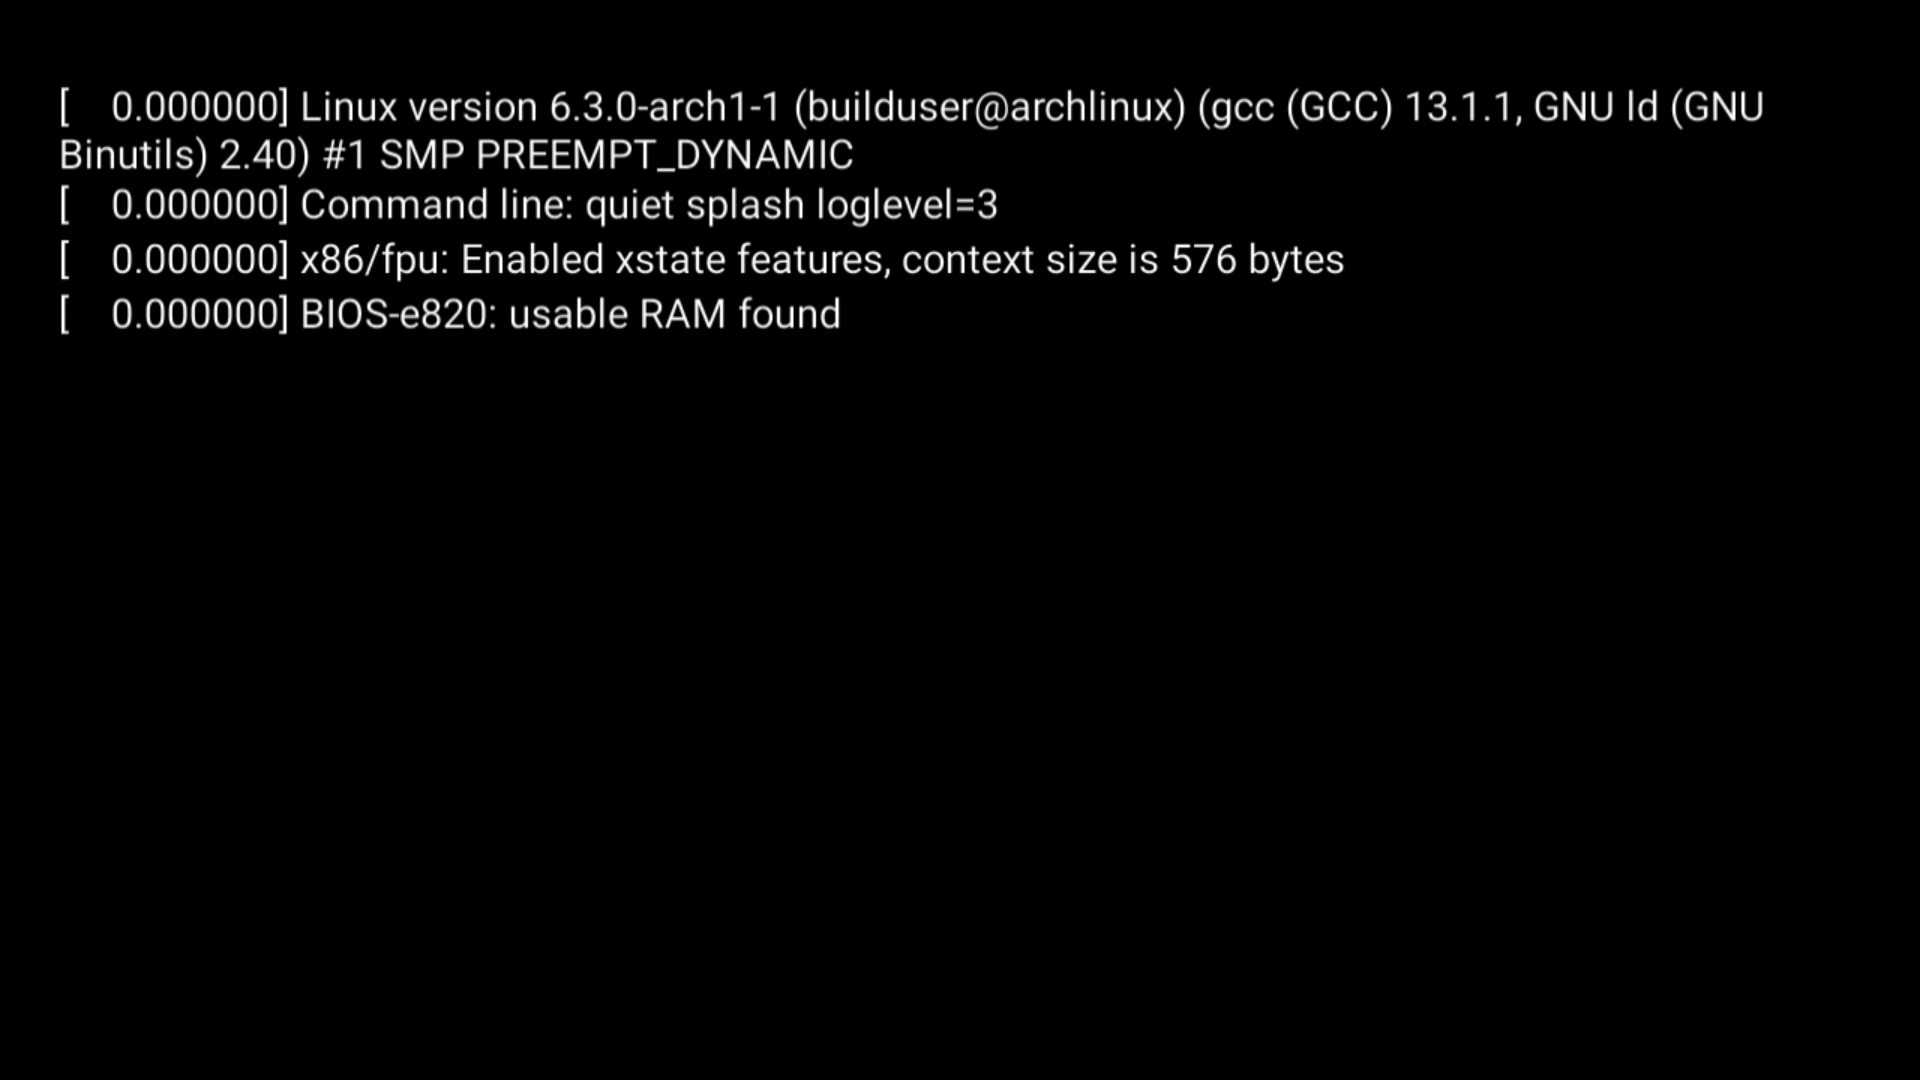 [    0.000000] Linux version 6.3.0-arch1-1 (builduser@archlinux) (gcc (GCC) 13.1.1, GNU ld (GNU
Binutils) 2.40) #1 SMP PREEMPT_DYNAMIC
[    0.000000] Command line: quiet splash loglevel=3
[    0.000000] x86/fpu: Enabled xstate features, context size is 576 bytes
[    0.000000] BIOS-e820: usable RAM found